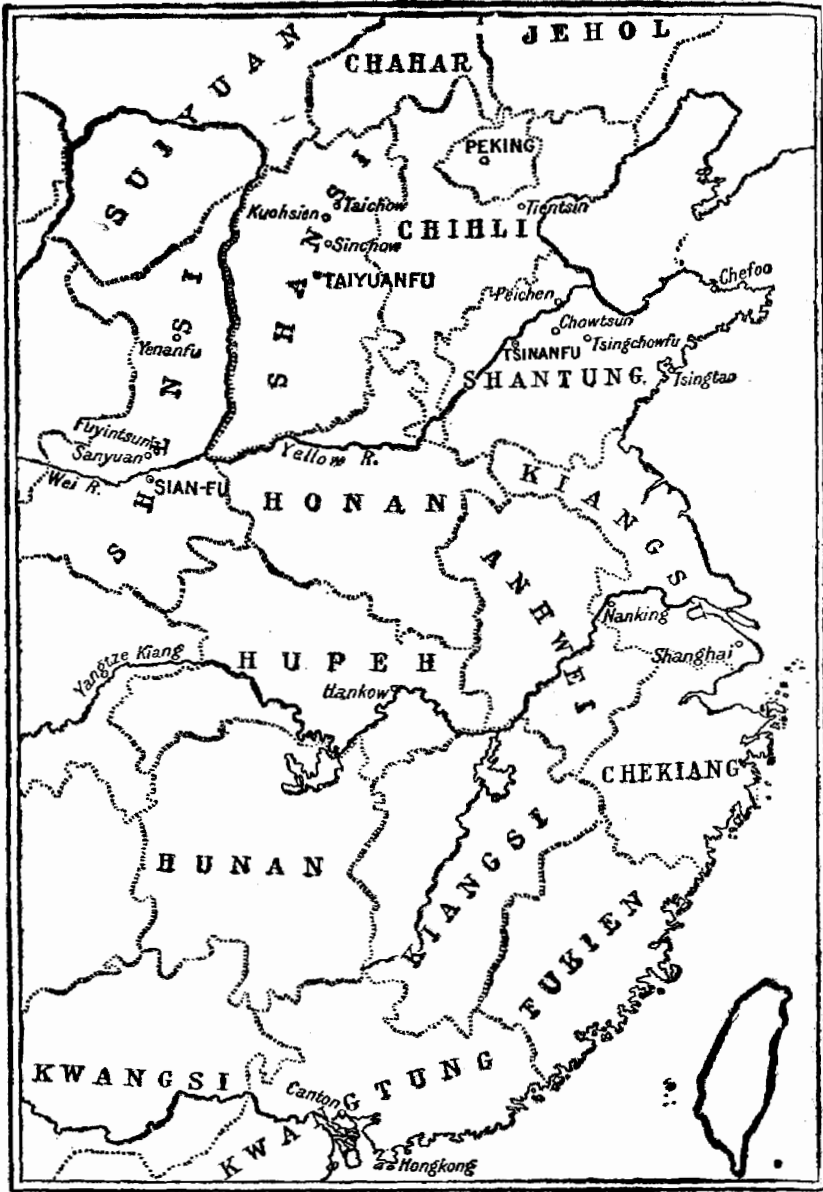 JEHOL
CHAHAR
SUIYUAN
PEKING
Kuohsien
Taichow
Tientsin
CHIHLI
Sinchow
SHANSI
TAIYUANFU
Chefoo
Peichen
Chowtsun
Yenanfu
TSINANFU
Tsingchowfu
SHANTUNG
Tsingtao
Fuyintsun
Sanyuan
Yellow R.
Wei R.
SIAN-FU
SHENSI
HONAN
KIANGSU
ANHWEI
Nanking
Yangtze Kiang
HUPEH
Shanghai
Hankow
CHEKIANG
HUNAN
KIANGSI
FUKIEN
KWANGSI
Canton
KWANGTUNG
Hongkong